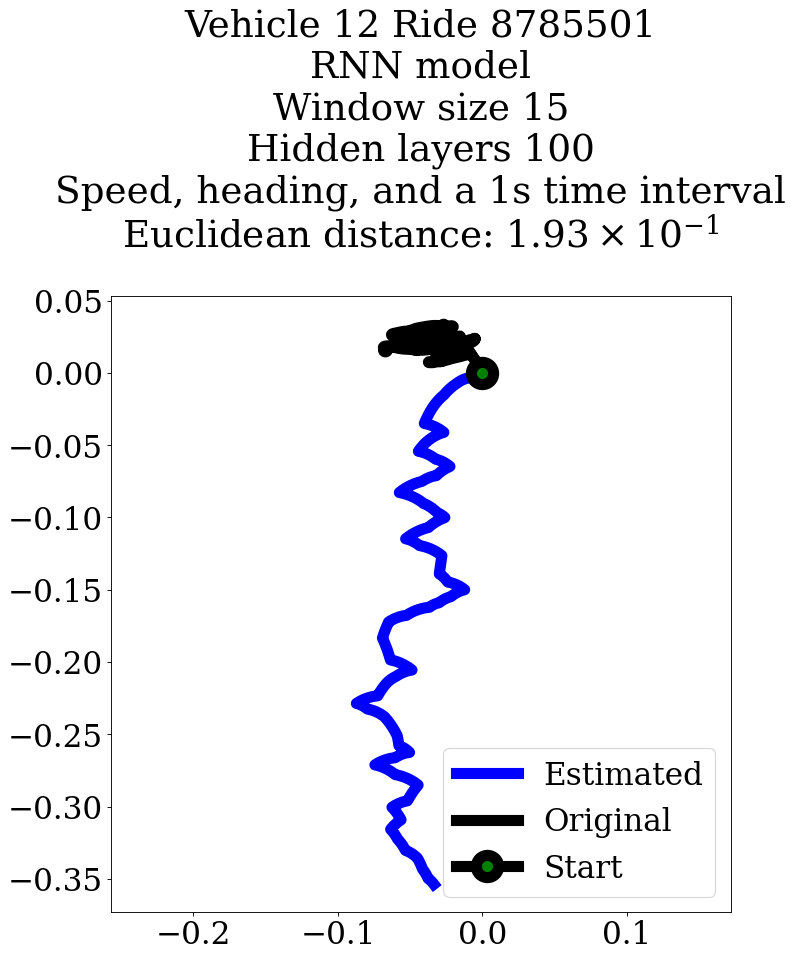 Vehicle 12 Ride 8785501
RNN model
Window size 15
Hidden layers 100
Speed, heading, and a 1s time interval
Euclidean distance: 1.93 × 10⁻¹
0.05
0.00
−0.05
−0.10
−0.15
−0.20
−0.25
−0.30
−0.35
Estimated
Original
Start
−0.2
−0.1
0.0
0.1